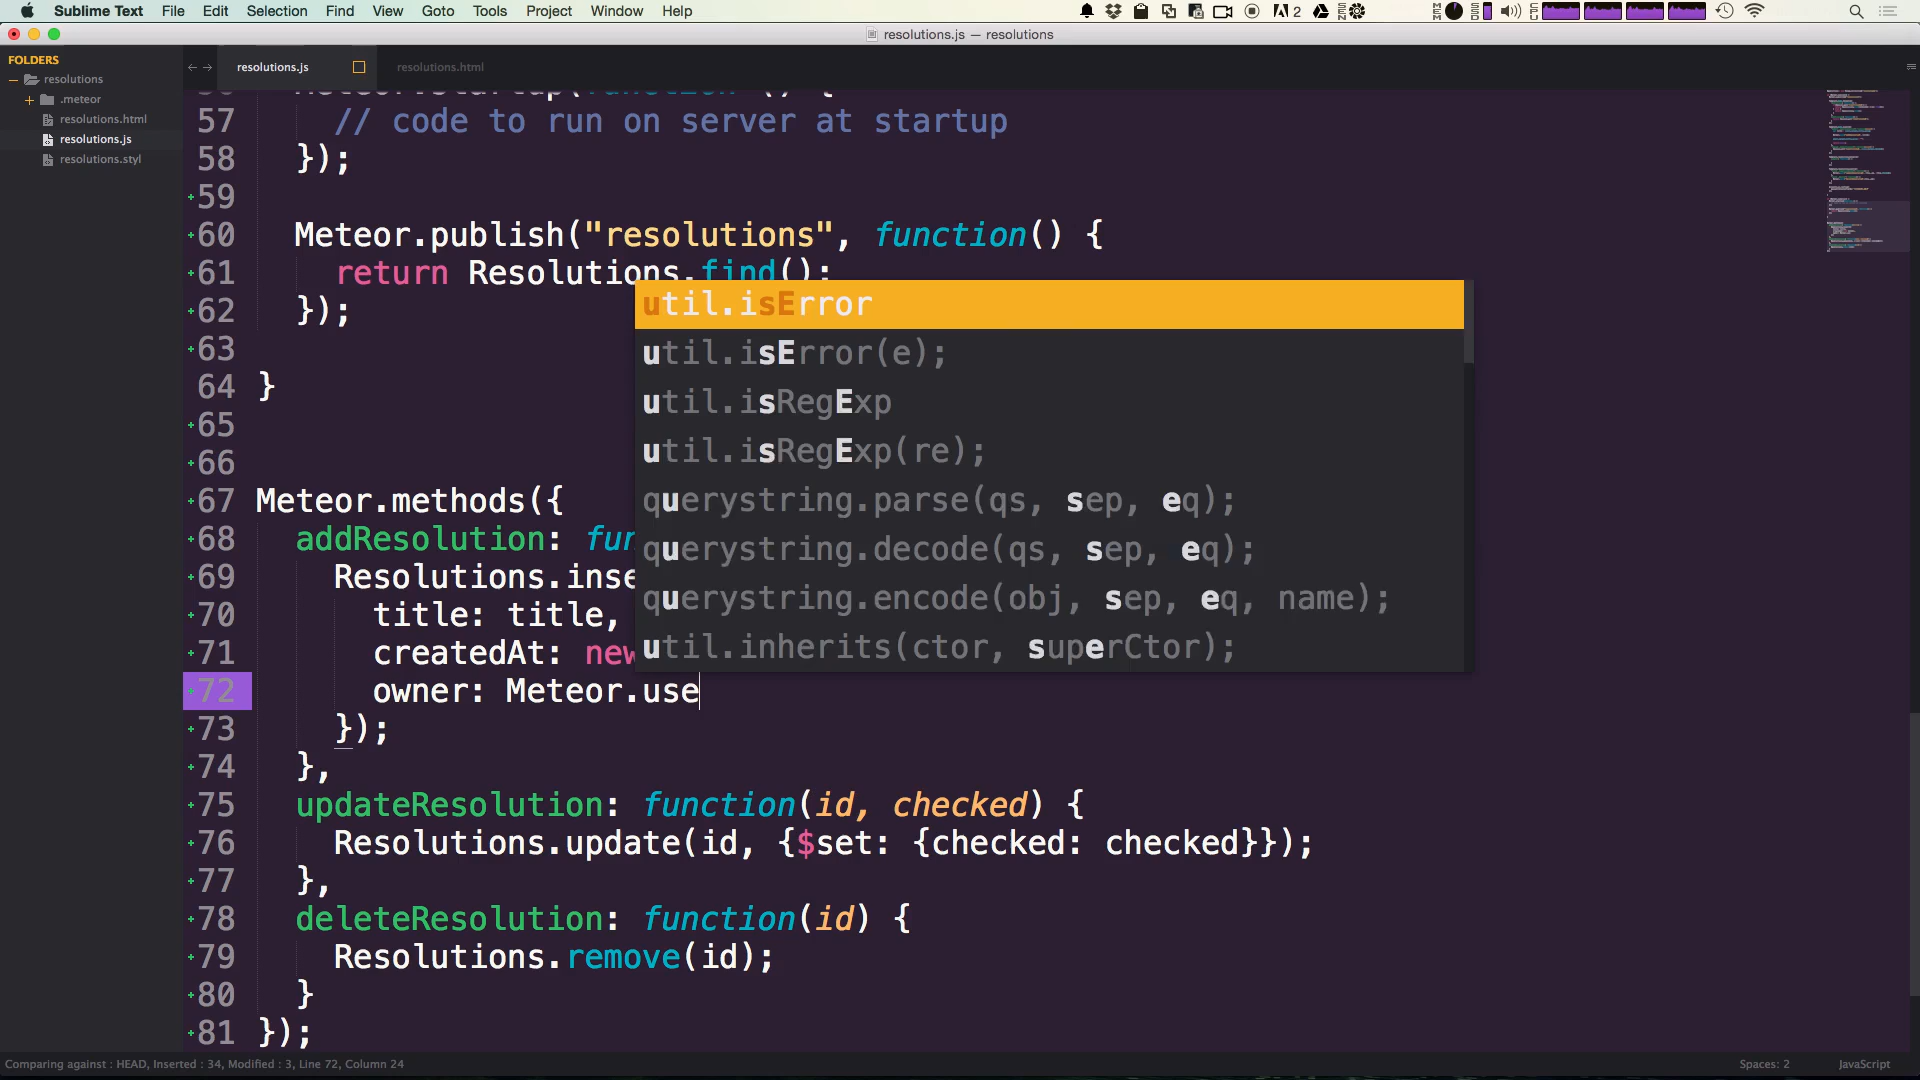 Sublime Text File Edit Selection Find View Goto Tools Project Window Help
resolutions.js — resolutions
FOLDERS
resolutions
.meteor
resolutions.html
resolutions.js
resolutions.styl
resolutions.js
resolutions.html
57 // code to run on server at startup
58 });
59
60 Meteor.publish("resolutions", function() {
61 return Resolutions.find();
62 });
63
64 }
65
66
67 Meteor.methods({
68 addResolution: fun
69 Resolutions.inse
70 title: title,
71 createdAt: new
72 owner: Meteor.use
73 });
74 },
75 updateResolution: function(id, checked) {
76 Resolutions.update(id, {$set: {checked: checked}});
77 },
78 deleteResolution: function(id) {
79 Resolutions.remove(id);
80 }
81 });
util.isError
util.isError(e);
util.isRegExp
util.isRegExp(re);
querystring.parse(qs, sep, eq);
querystring.decode(qs, sep, eq);
querystring.encode(obj, sep, eq, name);
util.inherits(ctor, superCtor);
Comparing against : HEAD, Inserted : 34, Modified : 3, Line 72, Column 24
Spaces: 2
JavaScript